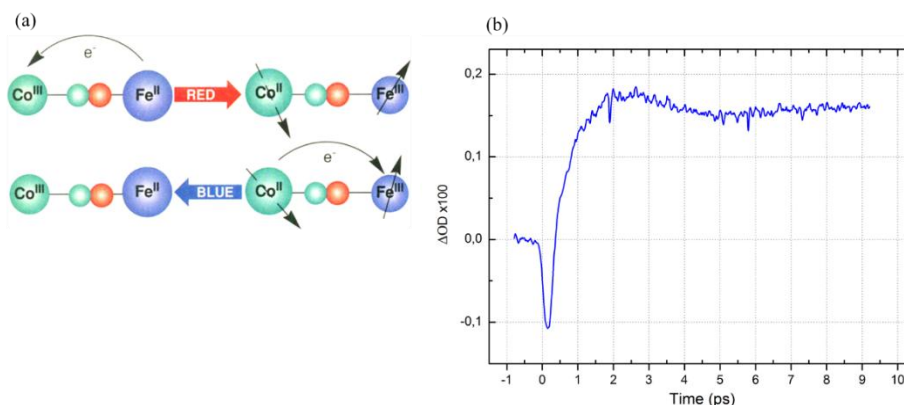 (a)
e⁻
Co^III Fe^II RED Co^II Fe^III
e⁻
Co^III Fe^II BLUE Co^II Fe^III
(b)
0,2
0,1
0,0
-0,1
ΔOD x100
-1 0 1 2 3 4 5 6 7 8 9 10
Time (ps)